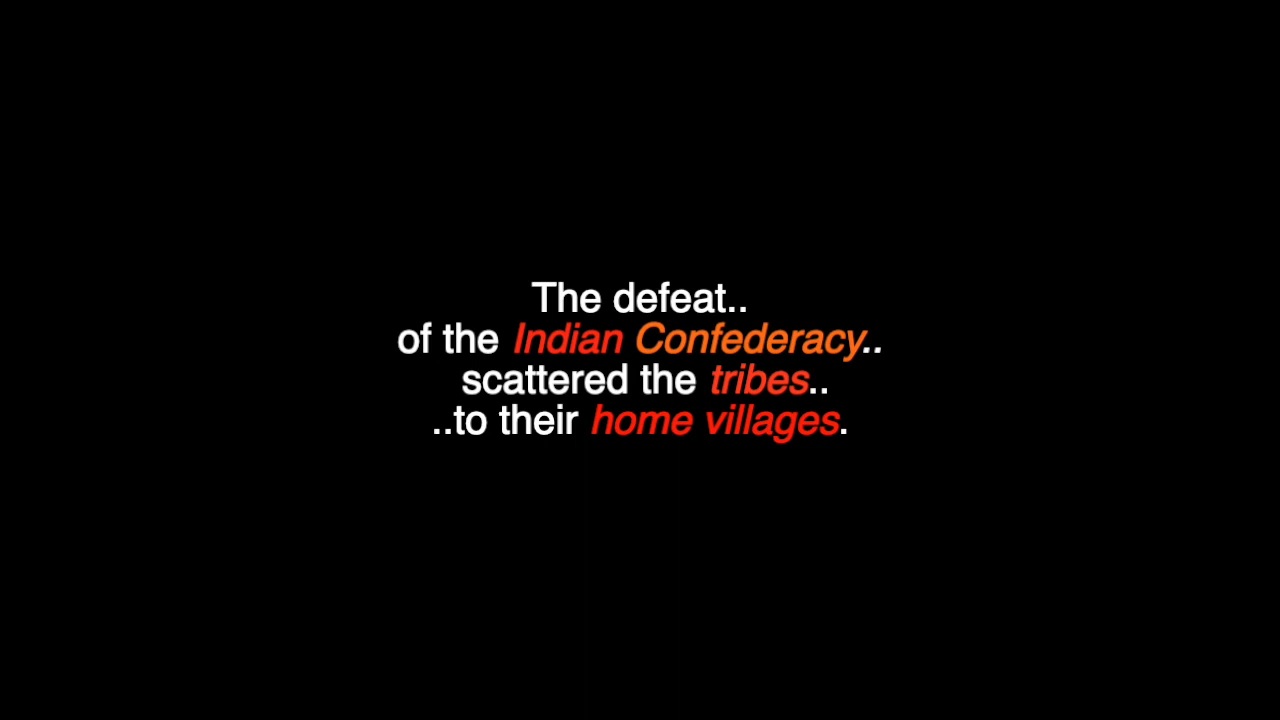 The defeat..
of the Indian Confederacy..
scattered the tribes..
..to their home villages.